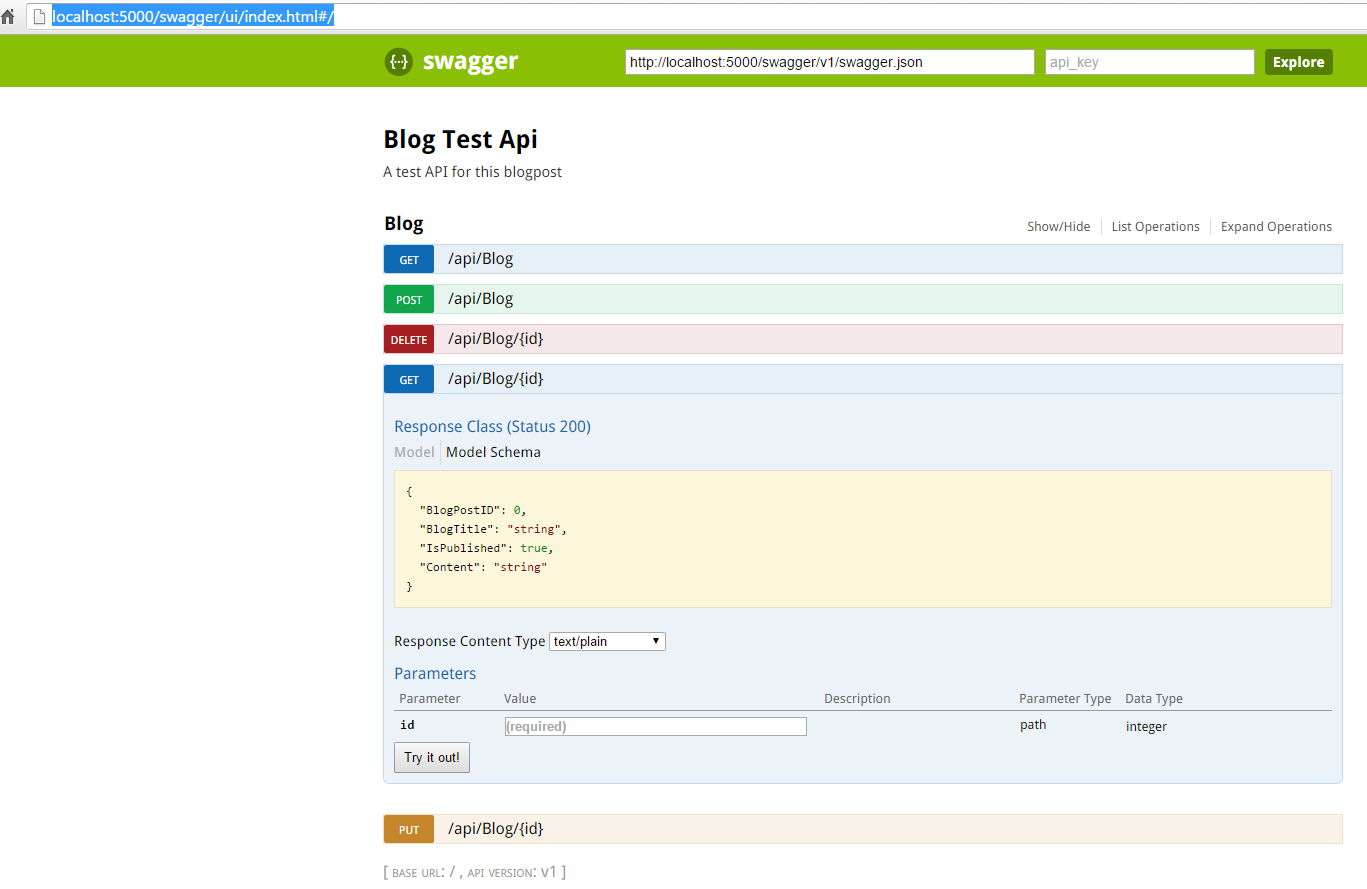 localhost:5000/swagger/ui/index.html#/
{··} swagger http://localhost:5000/swagger/v1/swagger.json api_key Explore
Blog Test Api
A test API for this blogpost
Blog Show/Hide List Operations Expand Operations
GET /api/Blog
POST /api/Blog
DELETE /api/Blog/{id}
GET /api/Blog/{id}
Response Class (Status 200)
Model Model Schema
{
"BlogPostID": 0,
"BlogTitle": "string",
"IsPublished": true,
"Content": "string"
}
Response Content Type text/plain
Parameters
Parameter Value Description Parameter Type Data Type
id (required) path integer
Try it out!
PUT /api/Blog/{id}
[ BASE URL: / , API VERSION: V1 ]